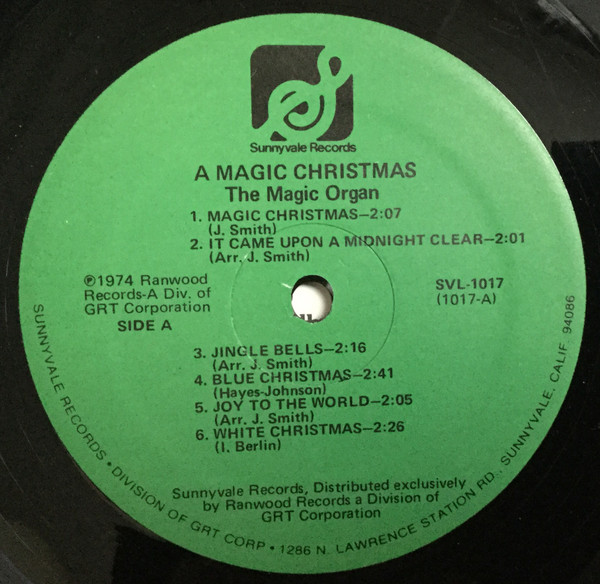 Sunnyvale Records
A MAGIC CHRISTMAS
The Magic Organ
1. MAGIC CHRISTMAS—2:07
(J. Smith)
2. IT CAME UPON A MIDNIGHT CLEAR—2:01
(Arr. J. Smith)
℗1974 Ranwood
Records-A Div. of
GRT Corporation
SIDE A
SVL-1017
(1017-A)
3. JINGLE BELLS—2:16
(Arr. J. Smith)
4. BLUE CHRISTMAS—2:41
(Hayes-Johnson)
5. JOY TO THE WORLD—2:05
(Arr. J. Smith)
6. WHITE CHRISTMAS—2:26
(I. Berlin)
Sunnyvale Records, Distributed exclusively
by Ranwood Records a Division of
GRT Corporation
SUNNYVALE RECORDS • DIVISION OF GRT CORP • 1286 N. LAWRENCE STATION RD., SUNNYVALE, CALIF. 94086